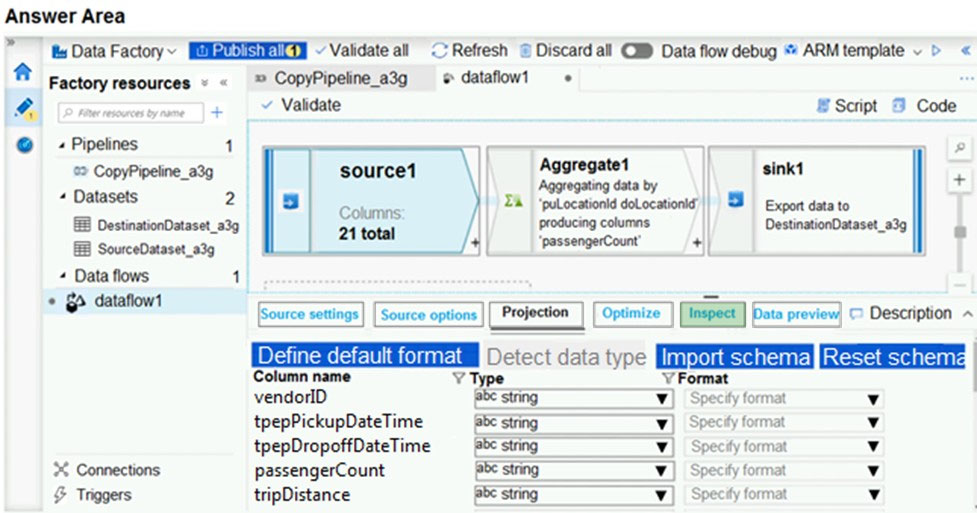 Answer Area
Data Factory
Publish all 1
Validate all
Refresh
Discard all
Data flow debug
ARM template
Factory resources
CopyPipeline_a3g
dataflow1
Filter resources by name
Validate
Script
Code
Pipelines 1
CopyPipeline_a3g
Datasets 2
DestinationDataset_a3g
SourceDataset_a3g
Data flows 1
dataflow1
source1
Columns:
21 total
Aggregate1
Aggregating data by
'puLocationId doLocationId'
producing columns
'passengerCount'
sink1
Export data to
DestinationDataset_a3g
Source settings
Source options
Projection
Optimize
Inspect
Data preview
Description
Define default format
Detect data type
Import schema
Reset schema
Column name Type Format
vendorID abc string Specify format
tpepPickupDateTime abc string Specify format
tpepDropoffDateTime abc string Specify format
passengerCount abc string Specify format
tripDistance abc string Specify format
Connections
Triggers